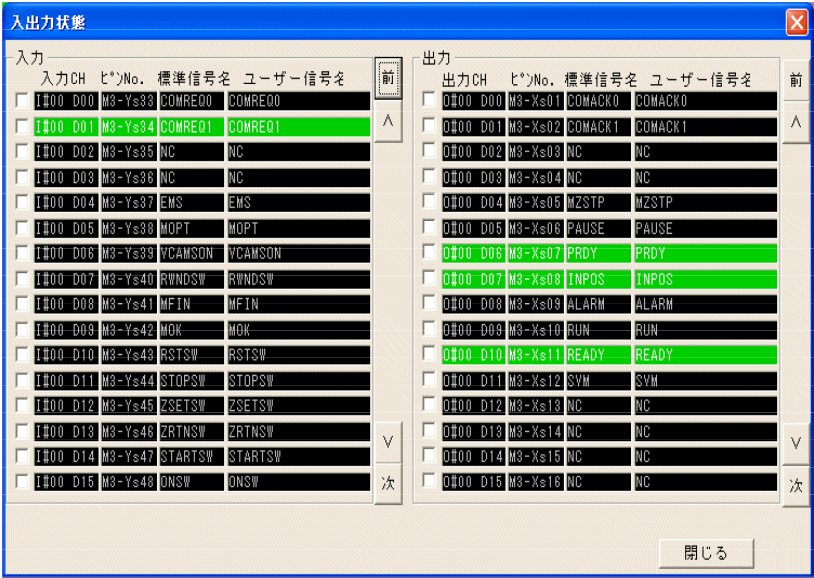 入出力状態
入力
入力CH ピンNo. 標準信号名 ユーザー信号名
前
I#00 D00 M3-Ys33 COMREQ0 COMREQ0
I#00 D01 M3-Ys34 COMREQ1 COMREQ1
I#00 D02 M3-Ys35 NC NC
I#00 D03 M3-Ys36 NC NC
I#00 D04 M3-Ys37 EMS EMS
I#00 D05 M3-Ys38 MOPT MOPT
I#00 D06 M3-Ys39 VCAMSON VCAMSON
I#00 D07 M3-Ys40 RWNDSW RWNDSW
I#00 D08 M3-Ys41 MFIN MFIN
I#00 D09 M3-Ys42 MOK MOK
I#00 D10 M3-Ys43 RSTSW RSTSW
I#00 D11 M3-Ys44 STOPSW STOPSW
I#00 D12 M3-Ys45 ZSETSW ZSETSW
I#00 D13 M3-Ys46 ZRTNSW ZRTNSW
I#00 D14 M3-Ys47 STARTSW STARTSW
I#00 D15 M3-Ys48 ONSW ONSW
次
出力
出力CH ピンNo. 標準信号名 ユーザー信号名
前
O#00 D00 M3-Xs01 COMACK0 COMACK0
O#00 D01 M3-Xs02 COMACK1 COMACK1
O#00 D02 M3-Xs03 NC NC
O#00 D03 M3-Xs04 NC NC
O#00 D04 M3-Xs05 MZSTP MZSTP
O#00 D05 M3-Xs06 PAUSE PAUSE
O#00 D06 M3-Xs07 PRDY PRDY
O#00 D07 M3-Xs08 INPOS INPOS
O#00 D08 M3-Xs09 ALARM ALARM
O#00 D09 M3-Xs10 RUN RUN
O#00 D10 M3-Xs11 READY READY
O#00 D11 M3-Xs12 SVM SVM
O#00 D12 M3-Xs13 NC NC
O#00 D13 M3-Xs14 NC NC
O#00 D14 M3-Xs15 NC NC
O#00 D15 M3-Xs16 NC NC
次
閉じる